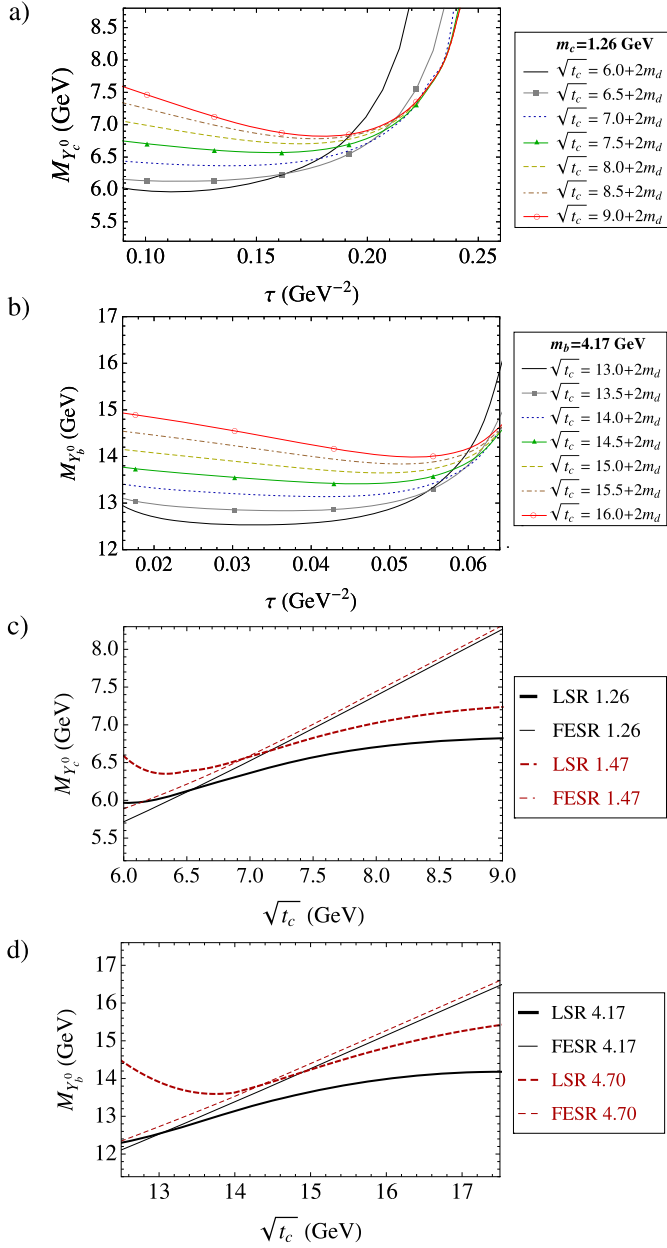 a)
8.5
8.0
7.5
7.0
6.5
6.0
5.5
M_{Y_c^0} (GeV)
0.10 0.15 0.20 0.25
τ (GeV⁻²)
m_c=1.26 GeV
√t_c = 6.0+2m_d
√t_c = 6.5+2m_d
√t_c = 7.0+2m_d
√t_c = 7.5+2m_d
√t_c = 8.0+2m_d
√t_c = 8.5+2m_d
√t_c = 9.0+2m_d
b)
17
16
15
14
13
12
M_{Y_b^0} (GeV)
0.02 0.03 0.04 0.05 0.06
τ (GeV⁻²)
m_b=4.17 GeV
√t_c = 13.0+2m_d
√t_c = 13.5+2m_d
√t_c = 14.0+2m_d
√t_c = 14.5+2m_d
√t_c = 15.0+2m_d
√t_c = 15.5+2m_d
√t_c = 16.0+2m_d
c)
8.0
7.5
7.0
6.5
6.0
5.5
M_{Y_c^0} (GeV)
6.0 6.5 7.0 7.5 8.0 8.5 9.0
√t_c (GeV)
LSR 1.26
FESR 1.26
LSR 1.47
FESR 1.47
d)
17
16
15
14
13
12
M_{Y_b^0} (GeV)
13 14 15 16 17
√t_c (GeV)
LSR 4.17
FESR 4.17
LSR 4.70
FESR 4.70